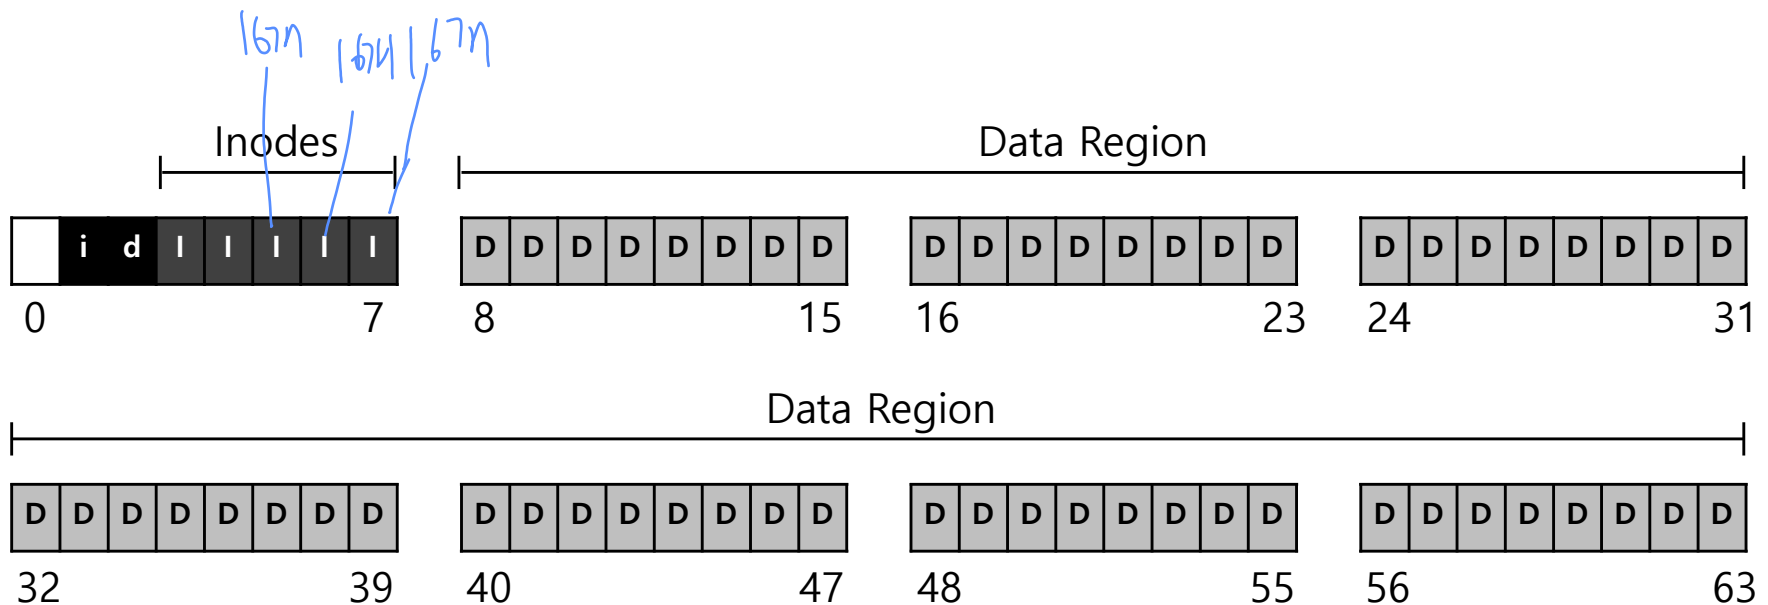 16개 16개 16개
Inodes Data Region
i d I I I I I D D D D D D D D D D D D D D D D D D D D D D D D
0 7 8 15 16 23 24 31
Data Region
D D D D D D D D D D D D D D D D D D D D D D D D D D D D D D D D
32 39 40 47 48 55 56 63